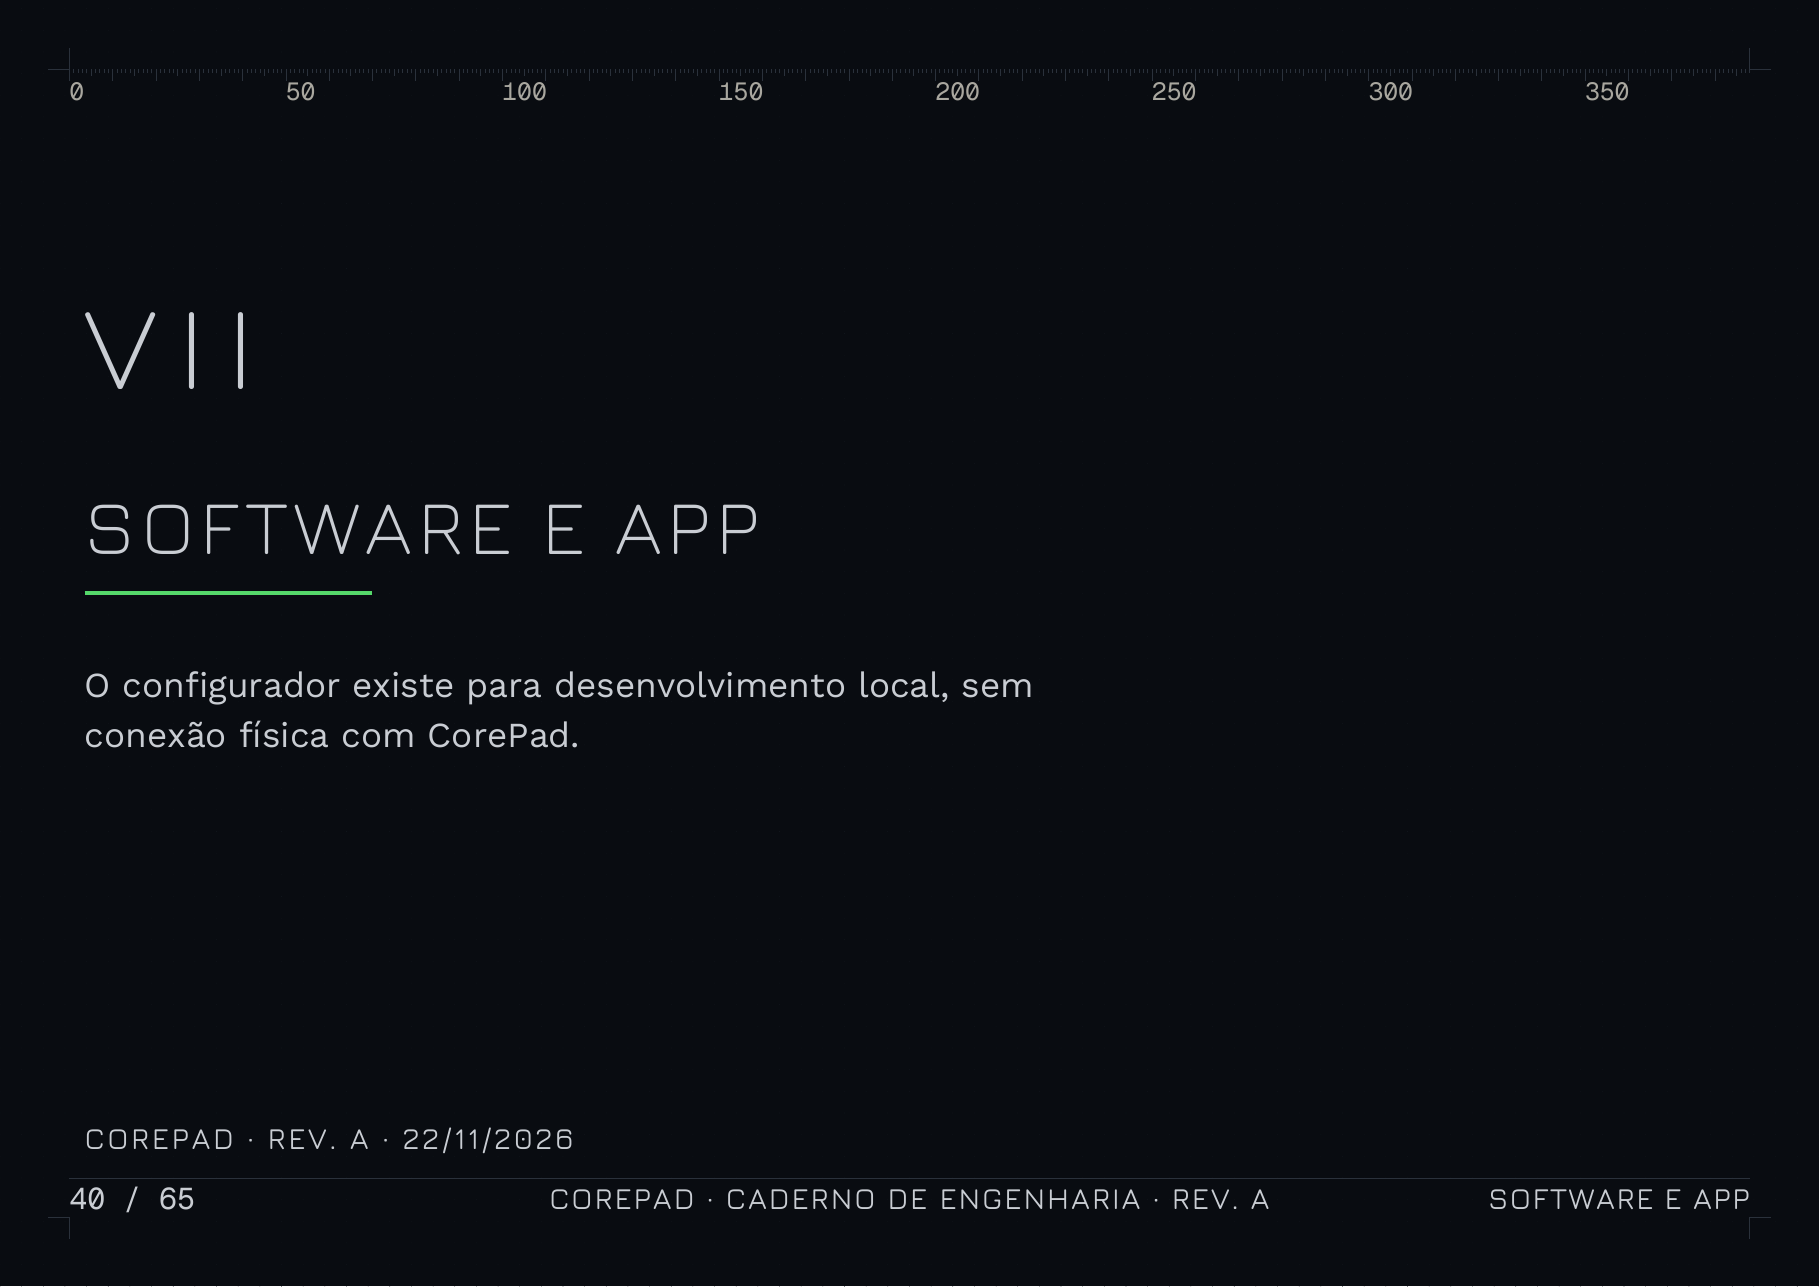 0 50 100 150 200 250 300 350
VII
SOFTWARE E APP
O configurador existe para desenvolvimento local, sem
conexão física com CorePad.
COREPAD · REV. A · 22/11/2026
40 / 65 COREPAD · CADERNO DE ENGENHARIA · REV. A SOFTWARE E APP